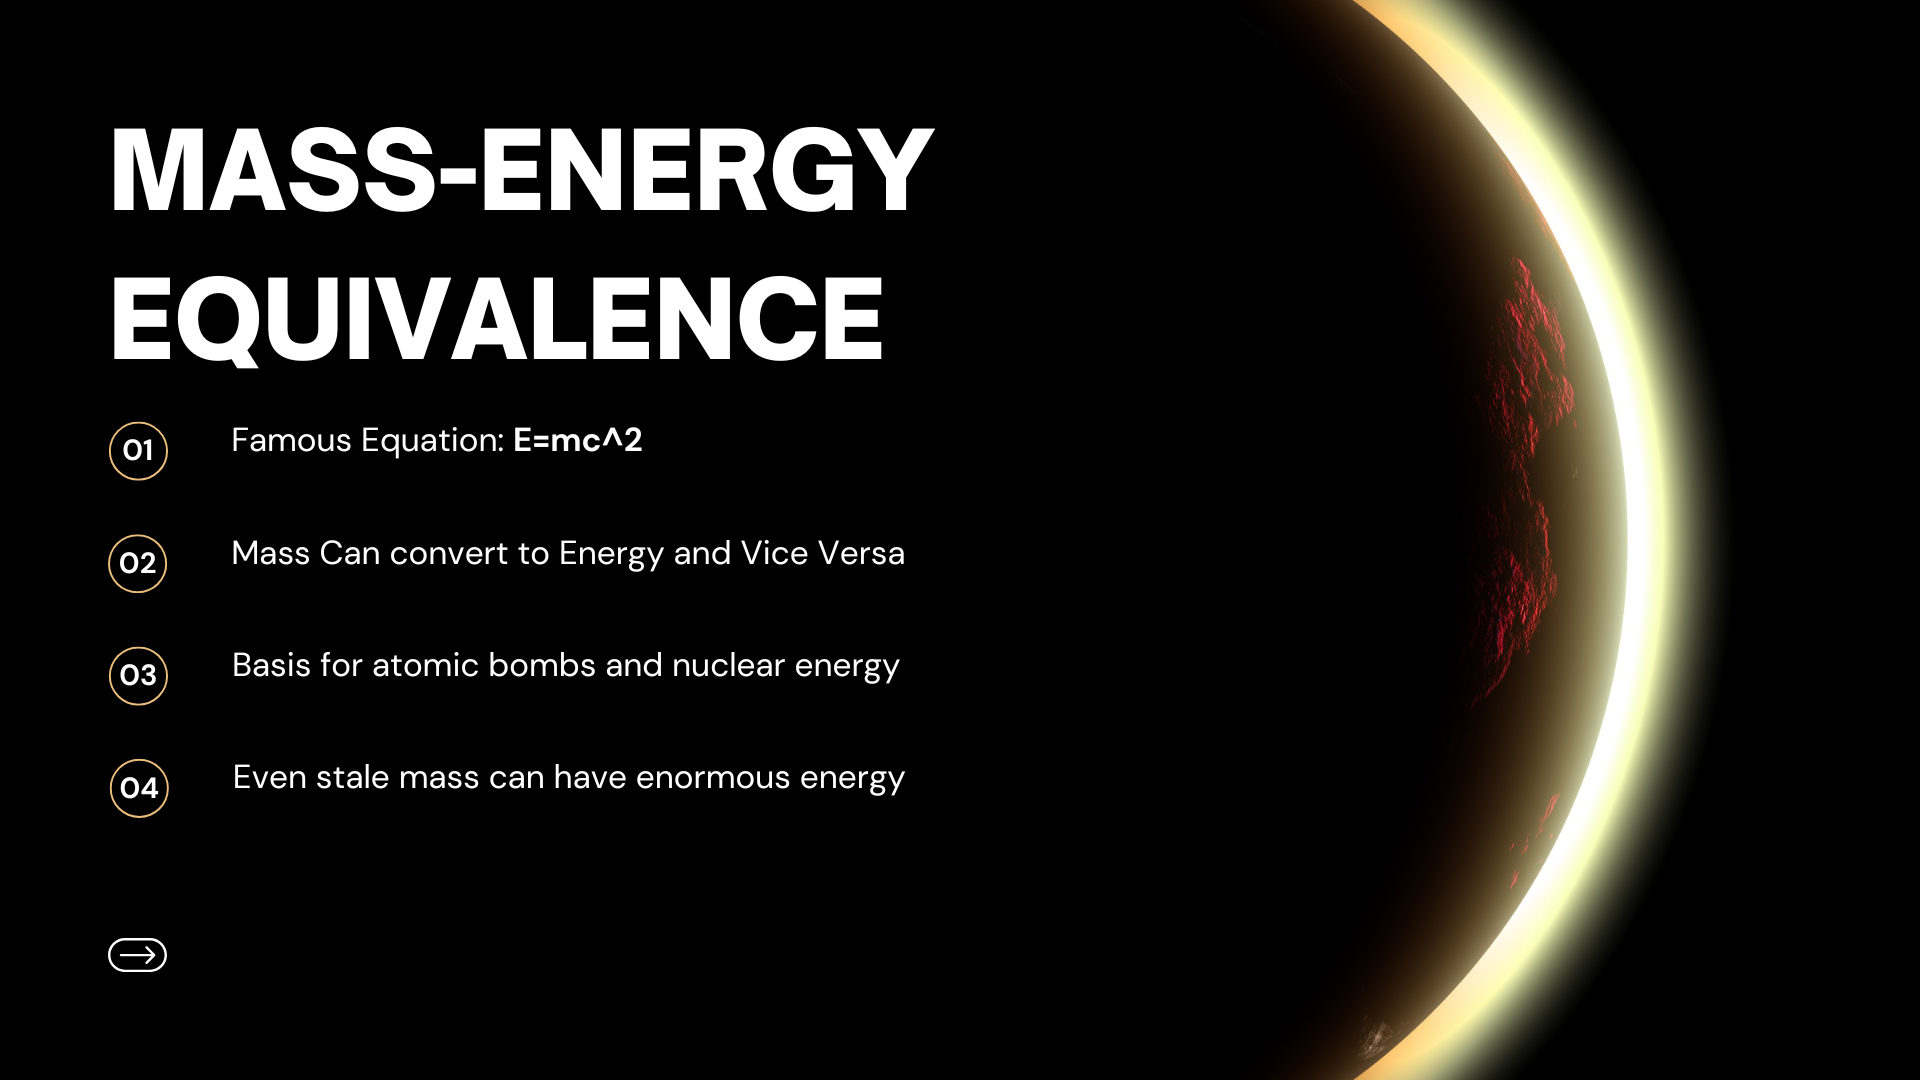 MASS-ENERGY
EQUIVALENCE
01 Famous Equation: E=mc^2
02 Mass Can convert to Energy and Vice Versa
03 Basis for atomic bombs and nuclear energy
04 Even stale mass can have enormous energy